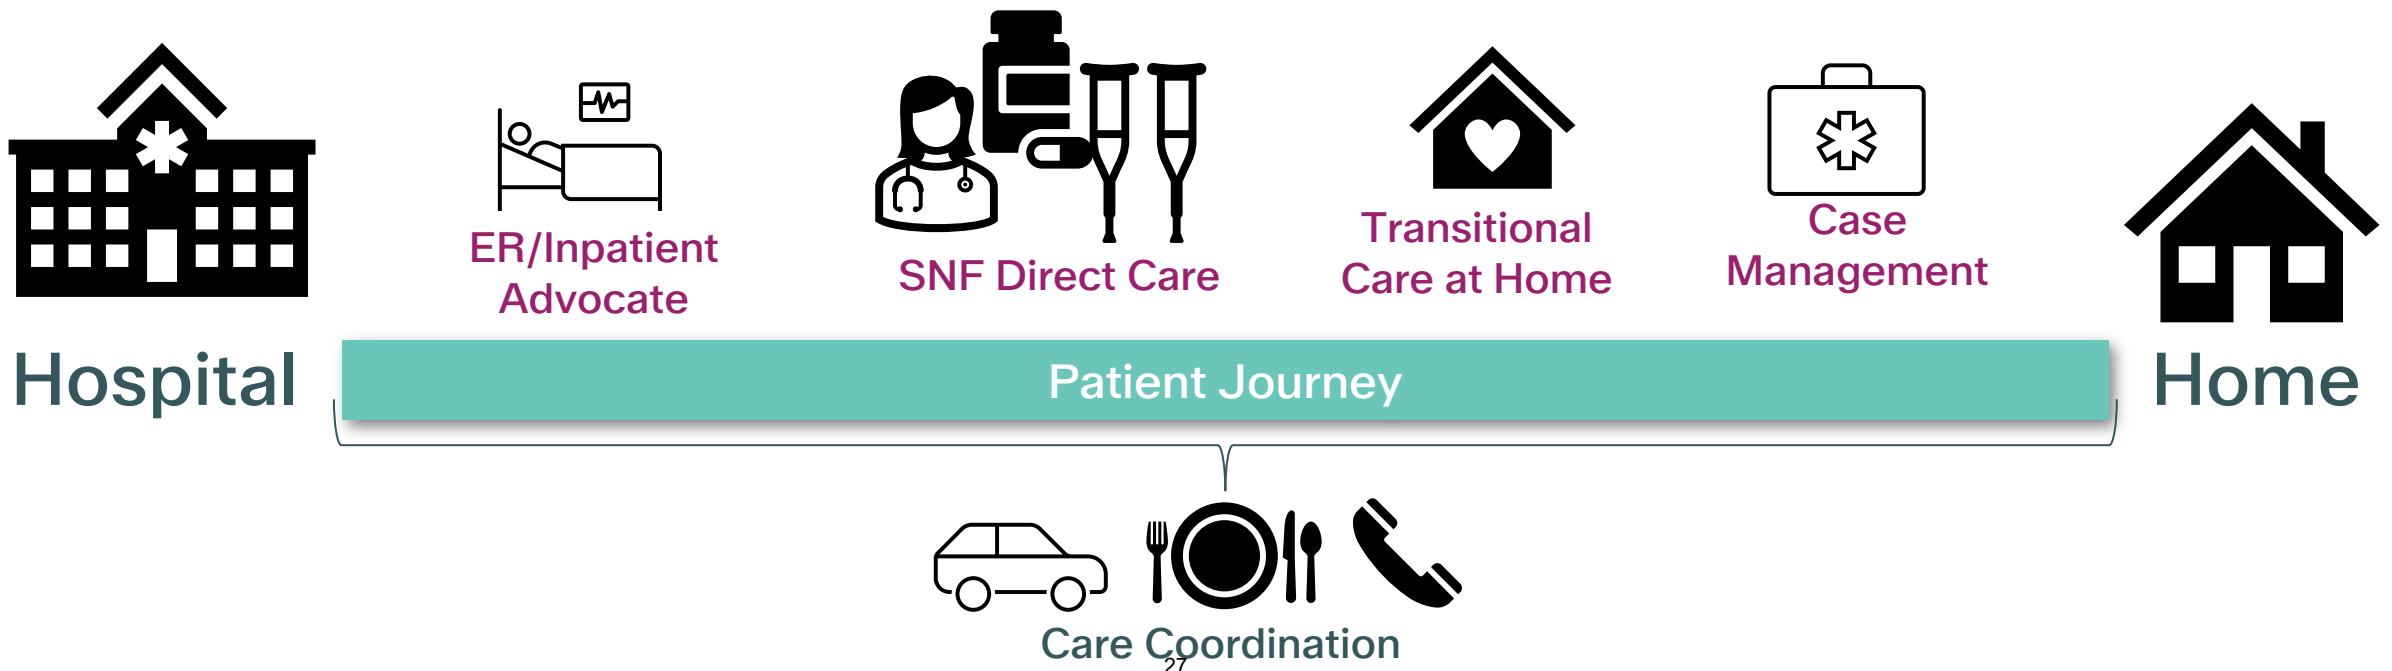 ER/Inpatient
Advocate
SNF Direct Care
Transitional
Care at Home
Case
Management
Hospital
Patient Journey
Home
Care Coordination
27